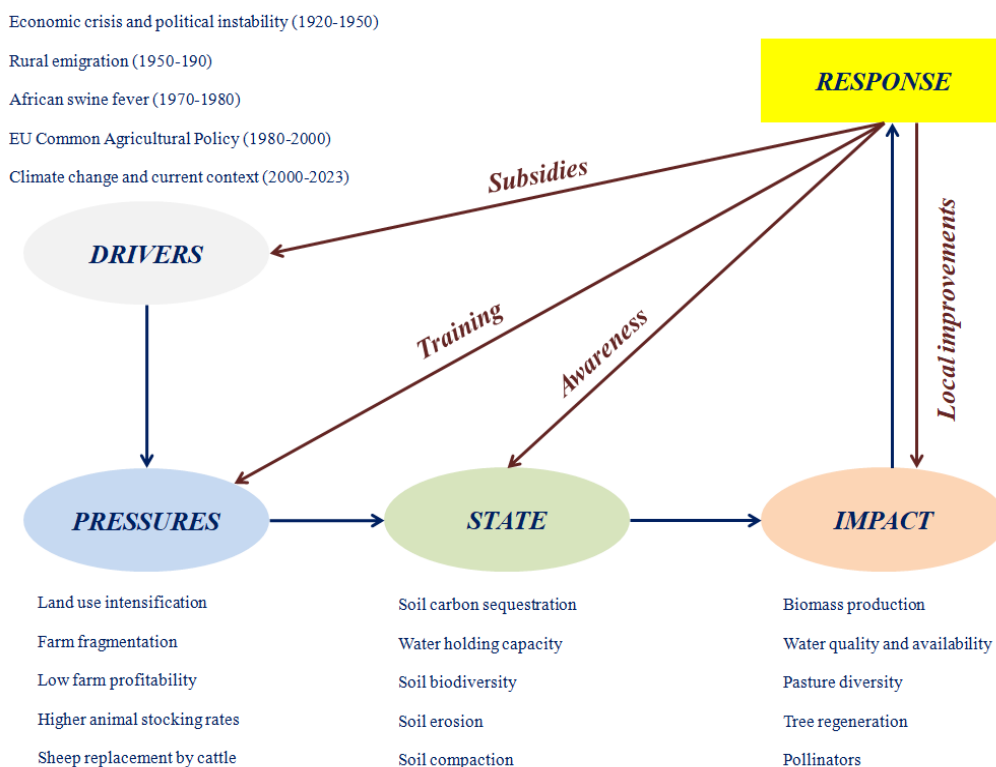 Economic crisis and political instability (1920-1950)
Rural emigration (1950-190)
African swine fever (1970-1980)
EU Common Agricultural Policy (1980-2000)
Climate change and current context (2000-2023)
RESPONSE
Subsidies
DRIVERS
Training
Awareness
Local improvements
PRESSURES
STATE
IMPACT
Land use intensification
Farm fragmentation
Low farm profitability
Higher animal stocking rates
Sheep replacement by cattle
Soil carbon sequestration
Water holding capacity
Soil biodiversity
Soil erosion
Soil compaction
Biomass production
Water quality and availability
Pasture diversity
Tree regeneration
Pollinators